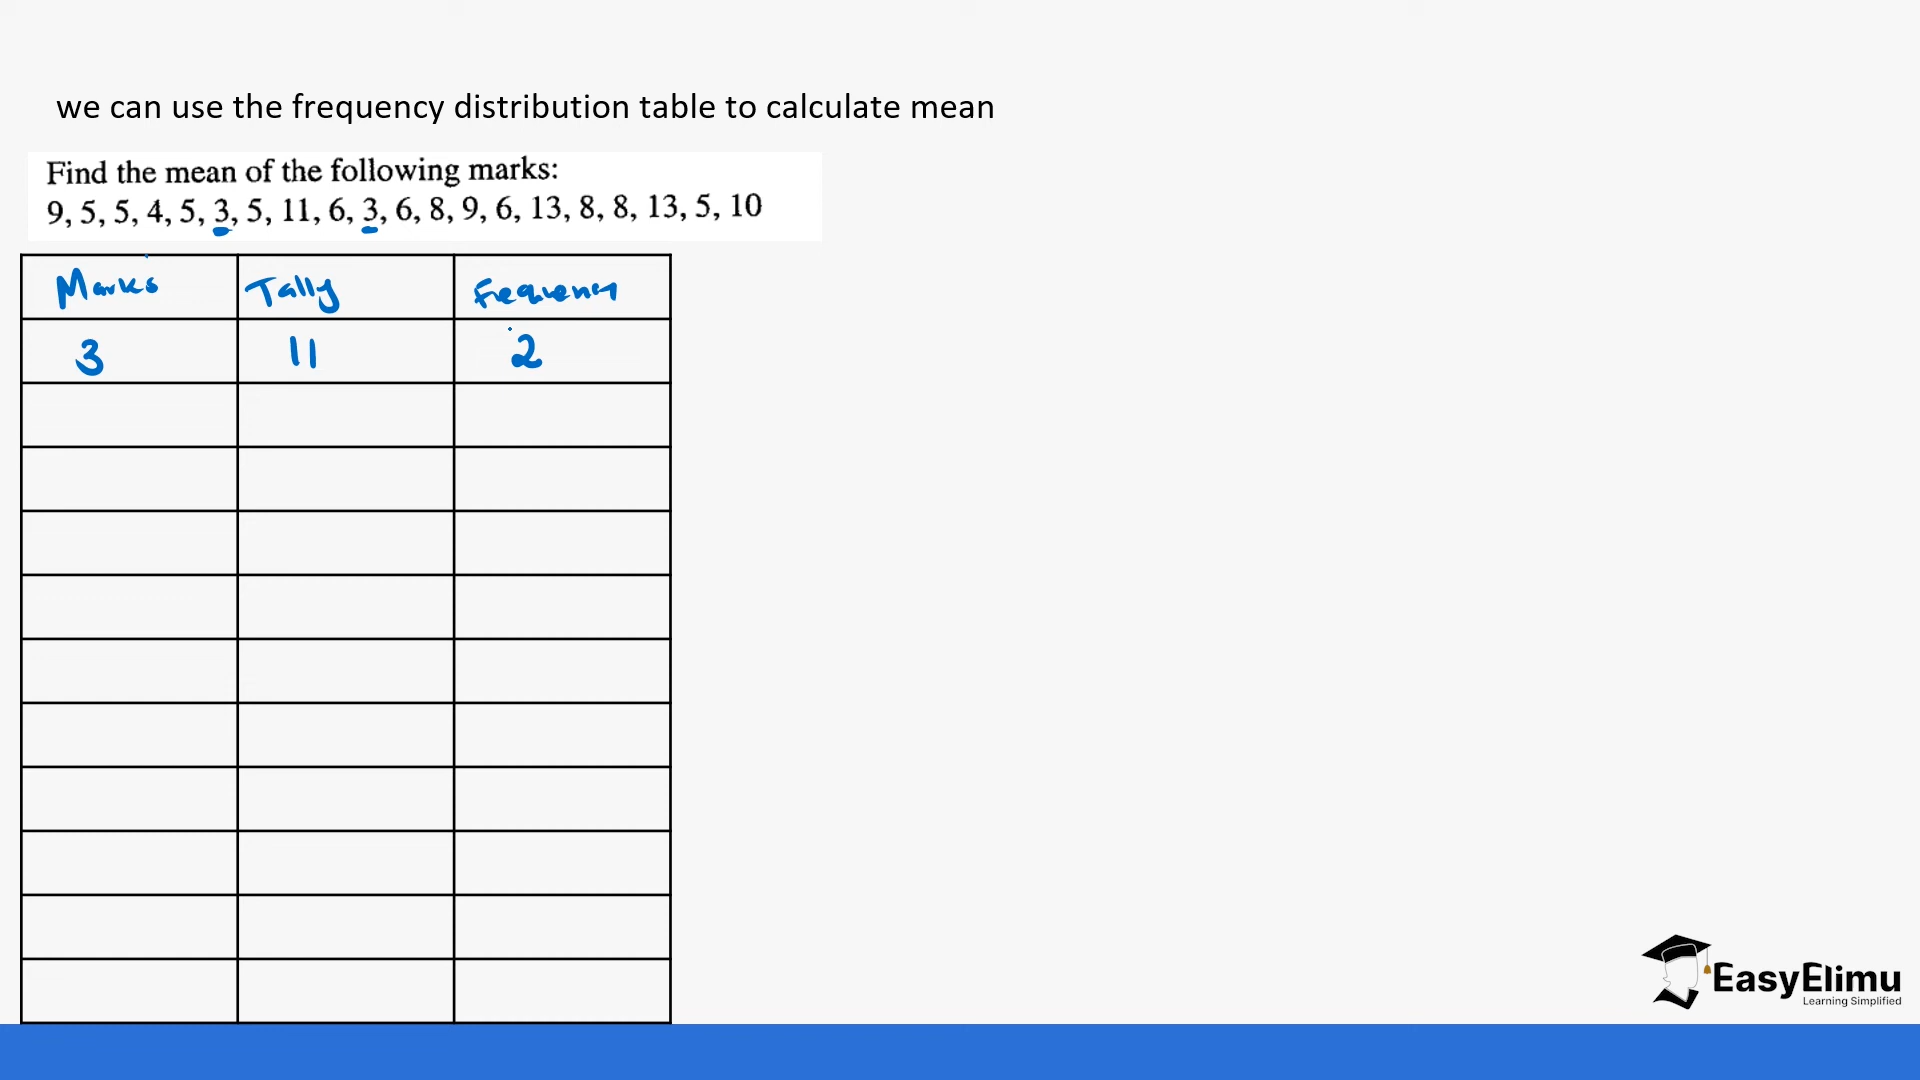 we can use the frequency distribution table to calculate mean
Find the mean of the following marks:
9, 5, 5, 4, 5, 3, 5, 11, 6, 3, 6, 8, 9, 6, 13, 8, 8, 13, 5, 10
Marks Tally Frequency
3 11 2
EasyElimu
Learning Simplified